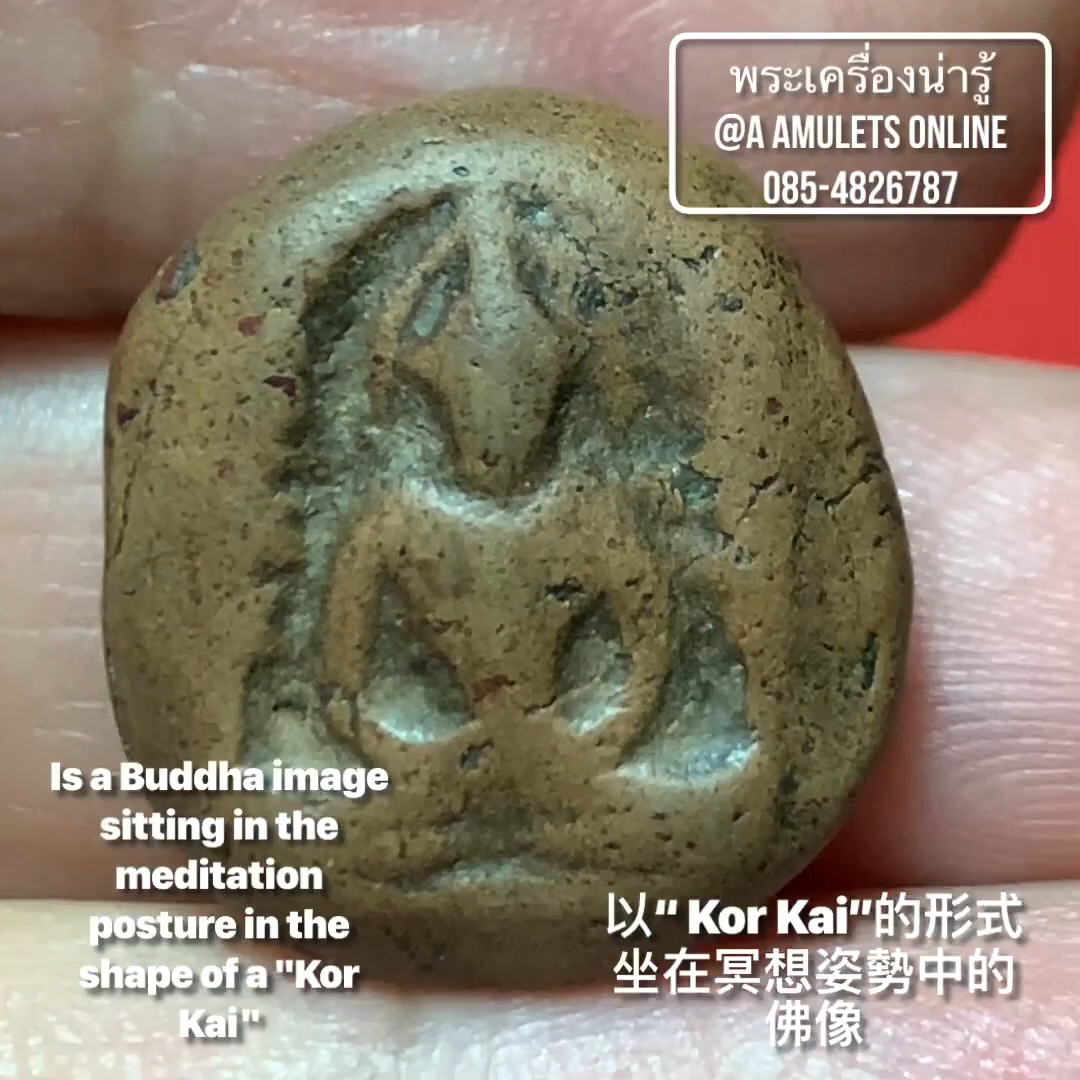 พระเครื่องน่ารู้
@A AMULETS ONLINE
085-4826787
Is a Buddha image
sitting in the
meditation
posture in the
shape of a "Kor
Kai"
以“ Kor Kai”的形式
坐在冥想姿勢中的
佛像